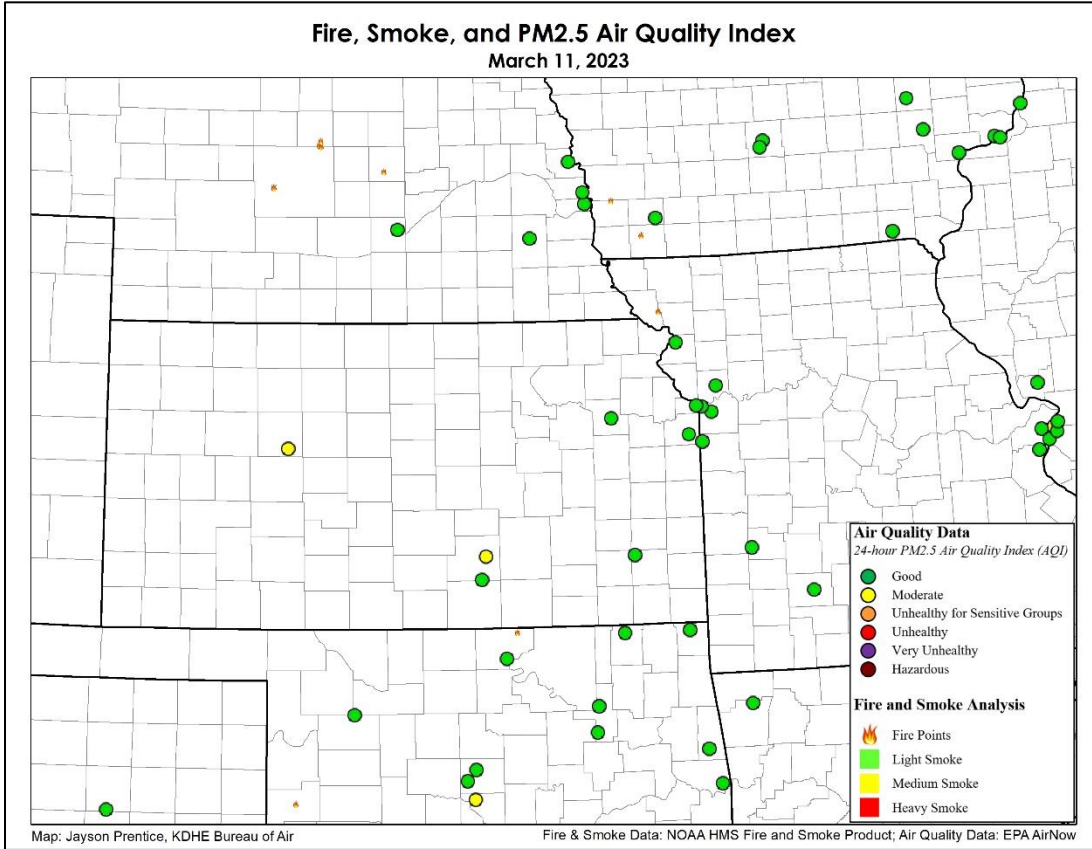 Fire, Smoke, and PM2.5 Air Quality Index
March 11, 2023
Air Quality Data
24-hour PM2.5 Air Quality Index (AQI)
Good
Moderate
Unhealthy for Sensitive Groups
Unhealthy
Very Unhealthy
Hazardous
Fire and Smoke Analysis
Fire Points
Light Smoke
Medium Smoke
Heavy Smoke
Map: Jayson Prentice, KDHE Bureau of Air
Fire & Smoke Data: NOAA HMS Fire and Smoke Product; Air Quality Data: EPA AirNow